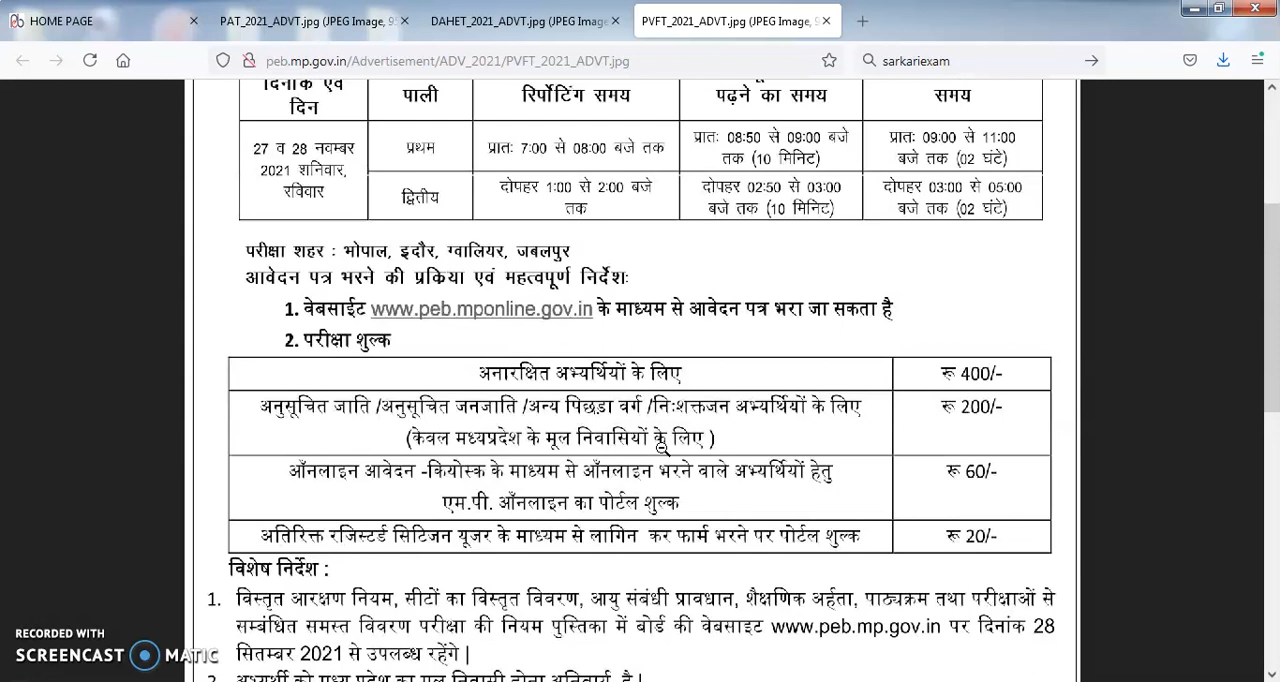 HOME PAGE
PAT_2021_ADVT.jpg (JPEG Image, 9
DAHET_2021_ADVT.jpg (JPEG Image
PVFT_2021_ADVT.jpg (JPEG Image, 9
peb.mp.gov.in/Advertisement/ADV_2021/PVFT_2021_ADVT.jpg
sarkariexam
दिनांक एवं दिन
पाली
रिर्पोटिंग समय
पढ़ने का समय
समय
27 व 28 नवम्बर 2021 शनिवार, रविवार
प्रथम
प्रातः 7:00 से 08:00 बजे तक
प्रातः 08:50 से 09:00 बजे तक (10 मिनिट)
प्रातः 09:00 से 11:00 बजे तक (02 घंटे)
द्वितीय
दोपहर 1:00 से 2:00 बजे तक
दोपहर 02:50 से 03:00 बजे तक (10 मिनिट)
दोपहर 03:00 से 05:00 बजे तक (02 घंटे)
परीक्षा शहर : भोपाल, इदौर, ग्वालियर, जबलपुर
आवेदन पत्र भरने की प्रकिया एवं महत्वपूर्ण निर्देशः
1. वेबसाईट www.peb.mponline.gov.in के माध्यम से आवेदन पत्र भरा जा सकता है
2. परीक्षा शुल्क
अनारक्षित अभ्यर्थियों के लिए
रू 400/-
अनुसूचित जाति /अनुसूचित जनजाति /अन्य पिछड़ा वर्ग /निःशक्तजन अभ्यर्थियों के लिए
(केवल मध्यप्रदेश के मूल निवासियों के लिए )
रू 200/-
ऑनलाइन आवेदन -कियोस्क के माध्यम से ऑनलाइन भरने वाले अभ्यर्थियों हेतु
एम.पी. ऑनलाइन का पोर्टल शुल्क
रू 60/-
अतिरिक्त रजिस्टर्ड सिटिजन यूजर के माध्यम से लागिन कर फार्म भरने पर पोर्टल शुल्क
रू 20/-
विशेष निर्देश :
1. विस्तृत आरक्षण नियम, सीटों का विस्तृत विवरण, आयु संबंधी प्रावधान, शैक्षणिक अर्हता, पाठ्यक्रम तथा परीक्षाओं से
सम्बंधित समस्त विवरण परीक्षा की नियम पुस्तिका में बोर्ड की वेबसाइट www.peb.mp.gov.in पर दिनांक 28
सितम्बर 2021 से उपलब्ध रहेंगे |
2. अभ्यर्थी को मध्य प्रदेश का मूल निवासी होना अनिवार्य है |
RECORDED WITH
SCREENCAST MATIC